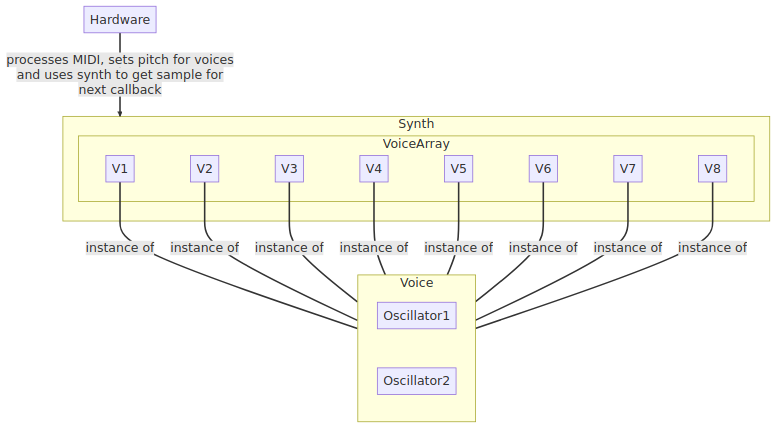 Hardware
processes MIDI, sets pitch for voices
and uses synth to get sample for
next callback
Synth
VoiceArray
V1 V2 V3 V4 V5 V6 V7 V8
instance of instance of instance of instance of instance of instance of instance of instance of
Voice
Oscillator1
Oscillator2